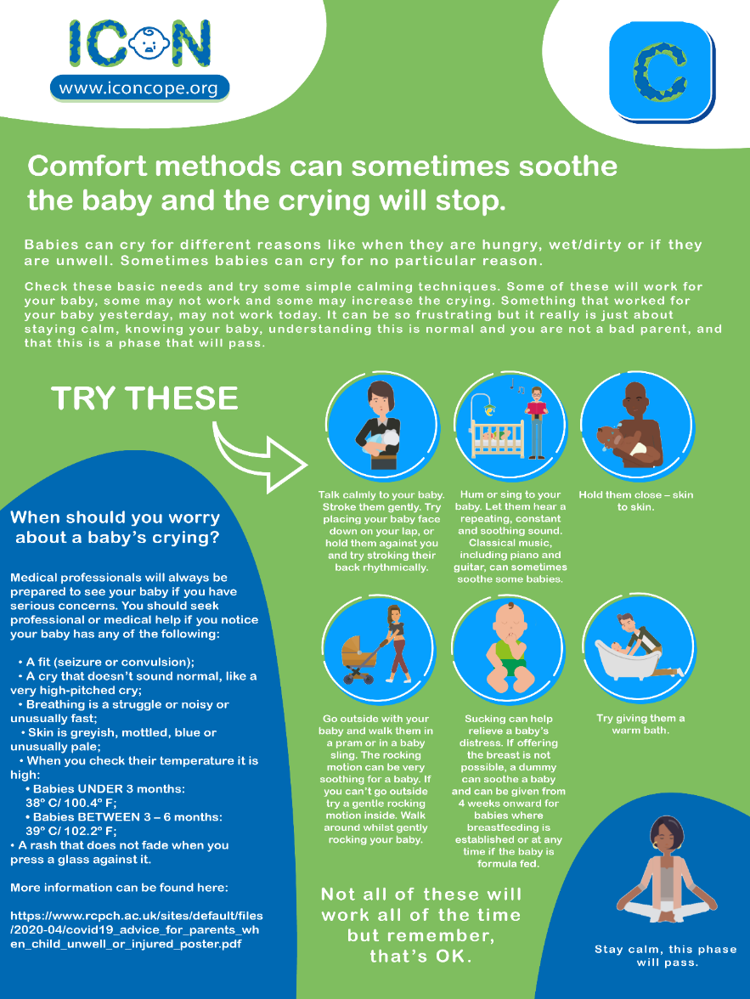 ICON
www.iconcope.org
C
Comfort methods can sometimes soothe
the baby and the crying will stop.
Babies can cry for different reasons like when they are hungry, wet/dirty or if they
are unwell. Sometimes babies can cry for no particular reason.
Check these basic needs and try some simple calming techniques. Some of these will work for
your baby, some may not work and some may increase the crying. Something that worked for
your baby yesterday, may not work today. It can be so frustrating but it really is just about
staying calm, knowing your baby, understanding this is normal and you are not a bad parent, and
that this is a phase that will pass.
TRY THESE
Talk calmly to your baby.
Stroke them gently. Try
placing your baby face
down on your lap, or
hold them against you
and try stroking their
back rhythmically.
Hum or sing to your
baby. Let them hear a
repeating, constant
and soothing sound.
Classical music,
including piano and
guitar, can sometimes
soothe some babies.
Hold them close – skin
to skin.
Go outside with your
baby and walk them in
a pram or in a baby
sling. The rocking
motion can be very
soothing for a baby. If
you can't go outside
try a gentle rocking
motion inside. Walk
around whilst gently
rocking your baby.
Sucking can help
relieve a baby's
distress. If offering
the breast is not
possible, a dummy
can soothe a baby
and can be given from
4 weeks onward for
babies where
breastfeeding is
established or at any
time if the baby is
formula fed.
Try giving them a
warm bath.
When should you worry
about a baby's crying?
Medical professionals will always be
prepared to see your baby if you have
serious concerns. You should seek
professional or medical help if you notice
your baby has any of the following:
• A fit (seizure or convulsion);
• A cry that doesn't sound normal, like a
very high-pitched cry;
• Breathing is a struggle or noisy or
unusually fast;
• Skin is greyish, mottled, blue or
unusually pale;
• When you check their temperature it is
high:
• Babies UNDER 3 months:
38º C/ 100.4º F;
• Babies BETWEEN 3 – 6 months:
39º C/ 102.2º F;
• A rash that does not fade when you
press a glass against it.
More information can be found here:
https://www.rcpch.ac.uk/sites/default/files
/2020-04/covid19_advice_for_parents_wh
en_child_unwell_or_injured_poster.pdf
Not all of these will
work all of the time
but remember,
that's OK.
Stay calm, this phase
will pass.